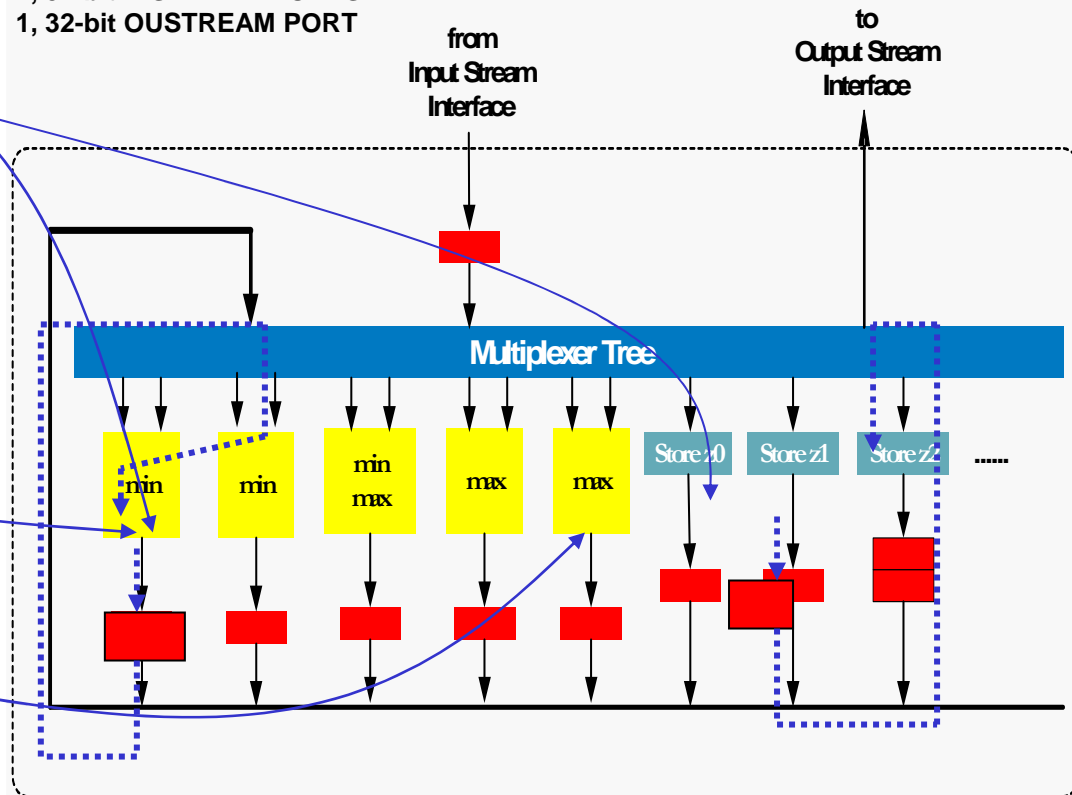 1, 32-bit OUSTREAM PORT
from
Input Stream
Interface
to
Output Stream
Interface
Multiplexer Tree
min
min
min
max
max
max
Store z0
Store z1
Store z2
......